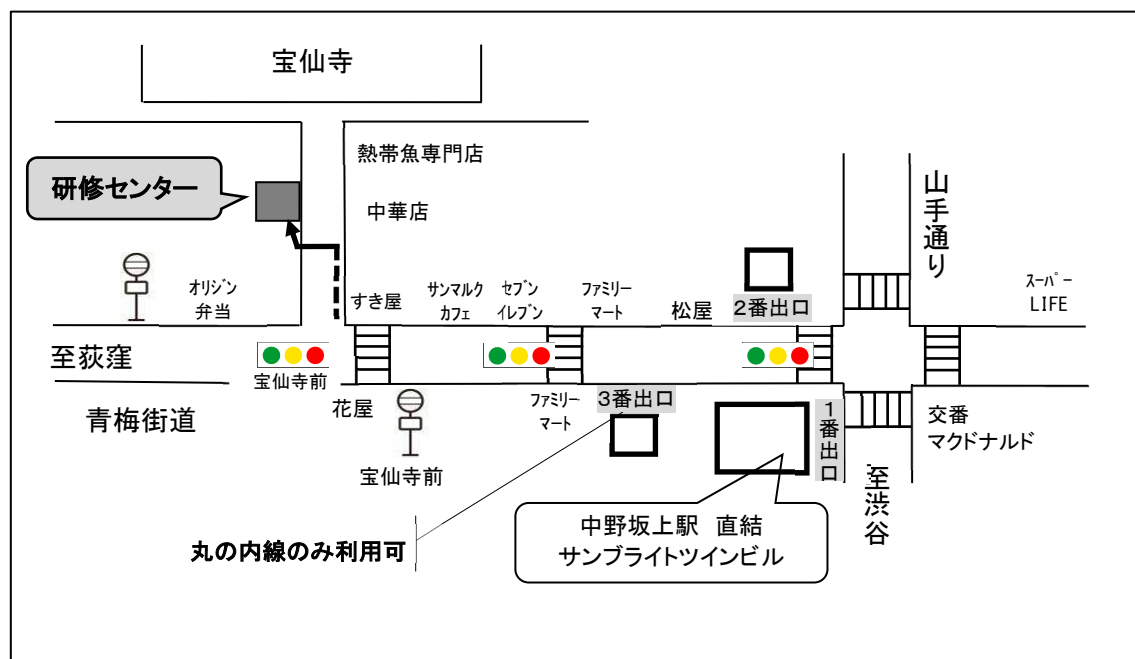 宝仙寺
熱帯魚専門店
研修センター
中華店
山手通り
オリジン
弁当
すき屋
サンマルク
カフェ
セブン
イレブン
ファミリー
マート
松屋
2番出口
スーパー
LIFE
至荻窪
宝仙寺前
青梅街道
花屋
宝仙寺前
ファミリー
マート
3番出口
1番出口
交番
マクドナルド
至渋谷
中野坂上駅 直結
サンブライトツインビル
丸の内線のみ利用可